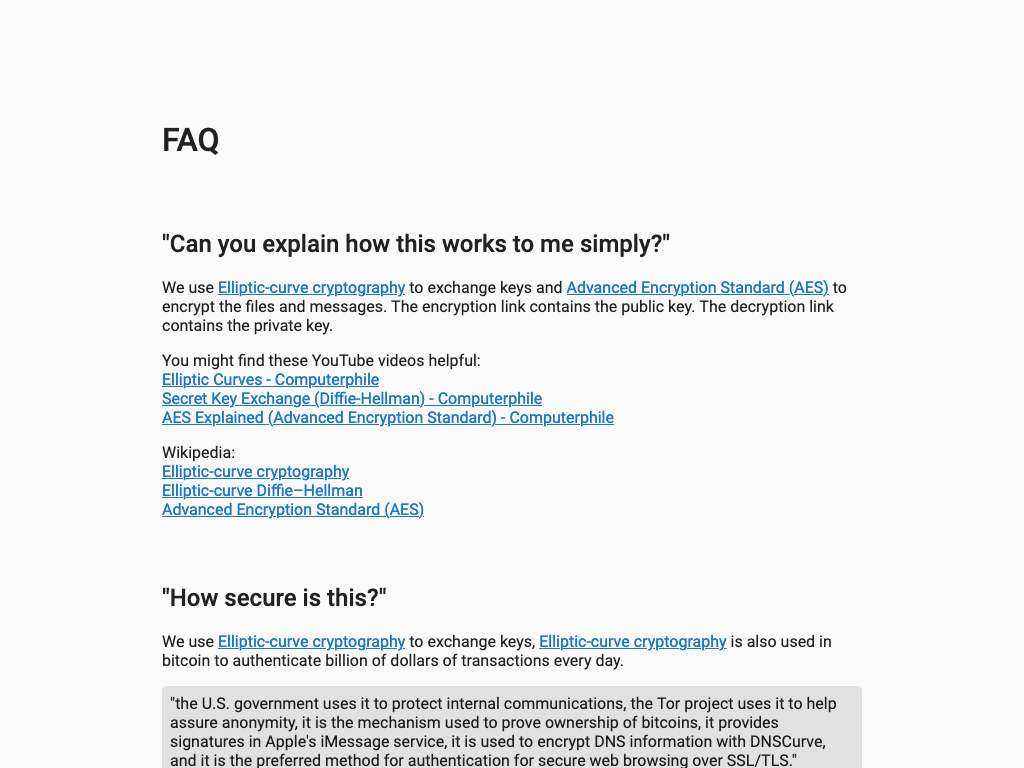 FAQ
"Can you explain how this works to me simply?"
We use Elliptic-curve cryptography to exchange keys and Advanced Encryption Standard (AES) to
encrypt the files and messages. The encryption link contains the public key. The decryption link
contains the private key.
You might find these YouTube videos helpful:
Elliptic Curves - Computerphile
Secret Key Exchange (Diffie-Hellman) - Computerphile
AES Explained (Advanced Encryption Standard) - Computerphile
Wikipedia:
Elliptic-curve cryptography
Elliptic-curve Diffie–Hellman
Advanced Encryption Standard (AES)
"How secure is this?"
We use Elliptic-curve cryptography to exchange keys, Elliptic-curve cryptography is also used in
bitcoin to authenticate billion of dollars of transactions every day.
"the U.S. government uses it to protect internal communications, the Tor project uses it to help
assure anonymity, it is the mechanism used to prove ownership of bitcoins, it provides
signatures in Apple's iMessage service, it is used to encrypt DNS information with DNSCurve,
and it is the preferred method for authentication for secure web browsing over SSL/TLS."